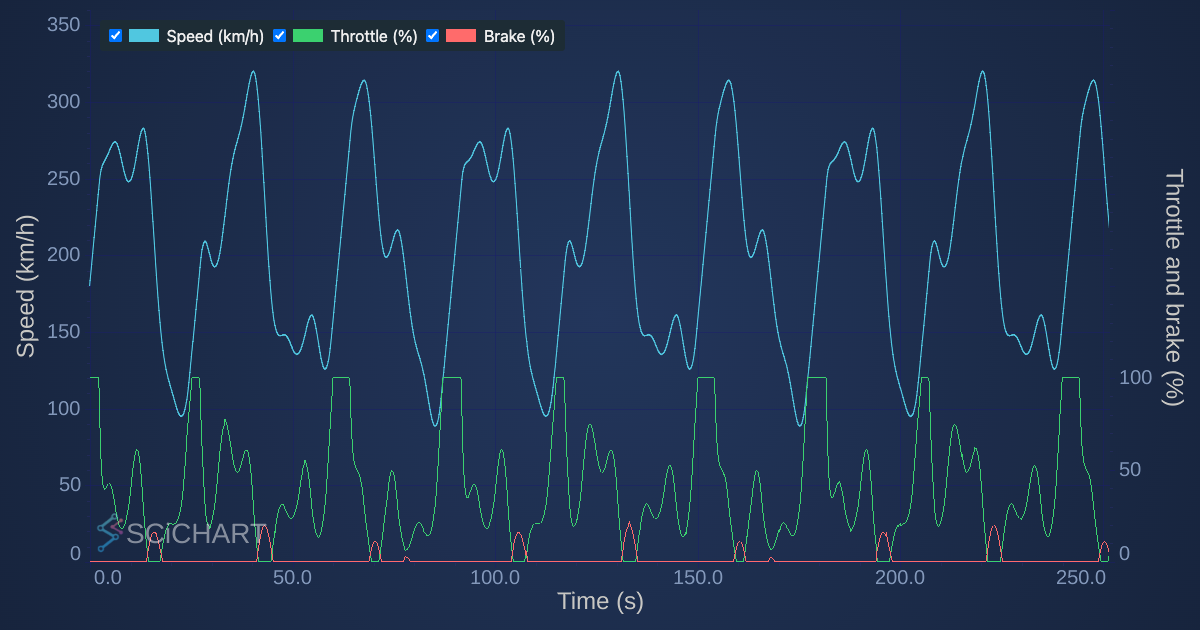 Speed (km/h) Throttle (%) Brake (%)
350
300
250
200
150
100
50
0
Speed (km/h)
100
50
0
Throttle and brake (%)
SCICHART
0.0 50.0 100.0 150.0 200.0 250.0
Time (s)